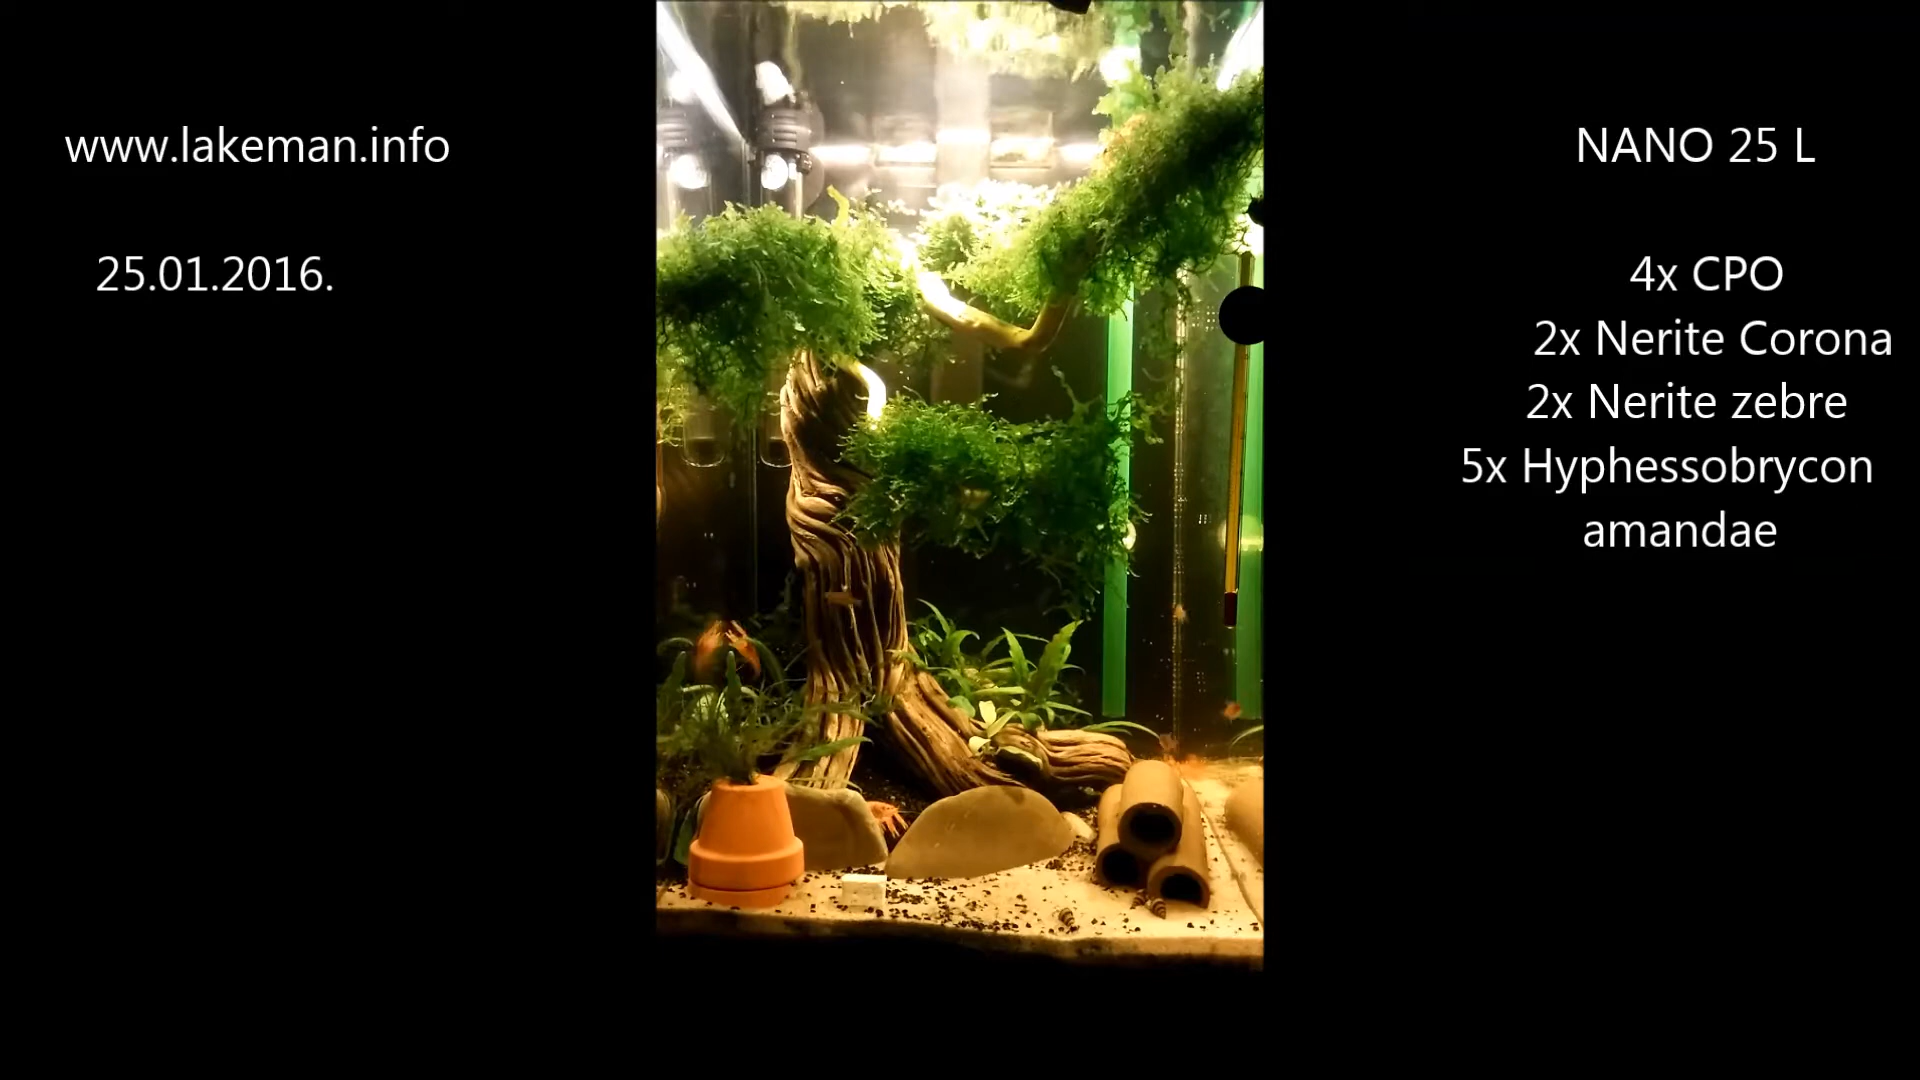 www.lakeman.info
25.01.2016.
NANO 25 L
4x CPO
2x Nerite Corona
2x Nerite zebre
5x Hyphessobrycon
amandae